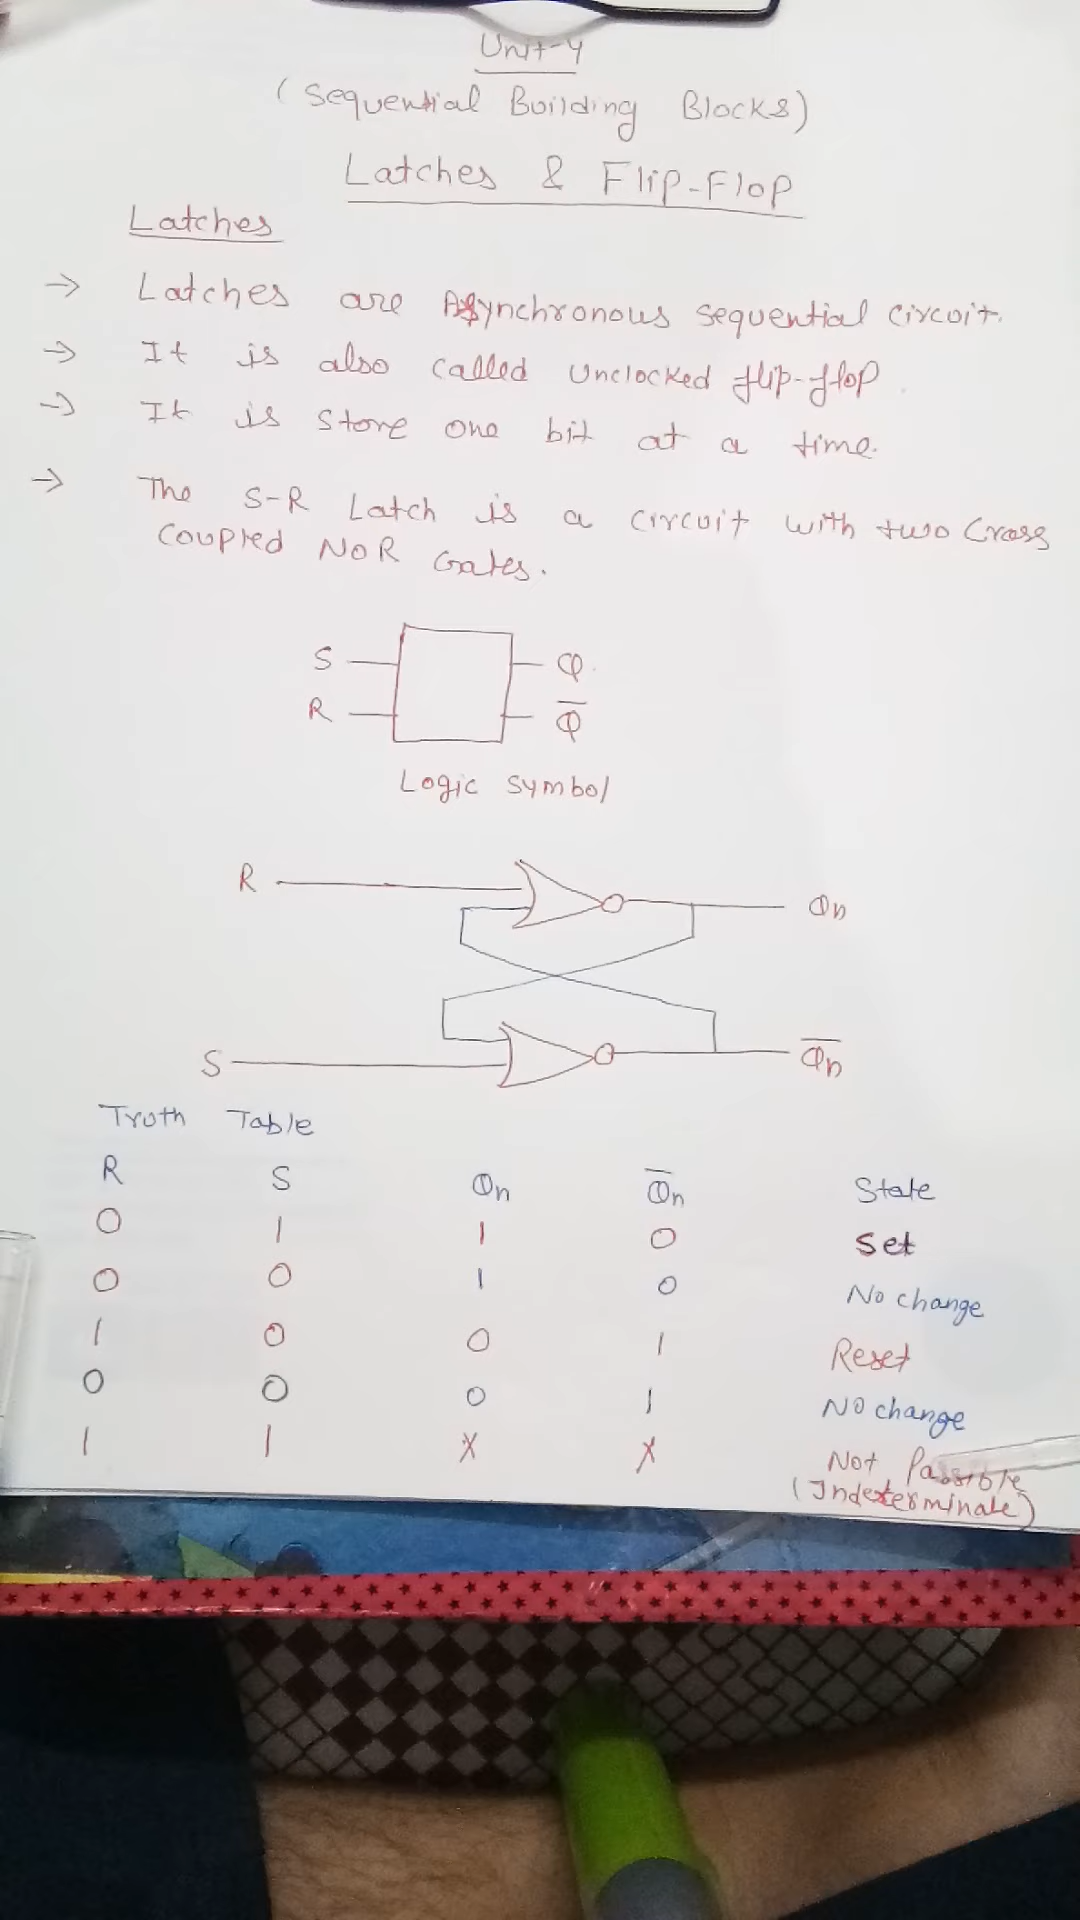 Unit-4
(Sequential Building Blocks)
Latches & Flip-Flop
Latches
→ Latches are Asynchronous sequential circuit.
→ It is also called Unclocked flip-flop.
→ It is store one bit at a time.
→ The S-R Latch is a circuit with two Cross
Coupled NOR Gates.
S Q
R Q̅
Logic Symbol
R Qn
S Q̅n
Truth Table
R S Qn Q̅n State
0 1 1 0 Set
0 0 1 0 No change
1 0 0 1 Reset
0 0 0 1 No change
1 1 X X Not Possible
(Indeterminate)